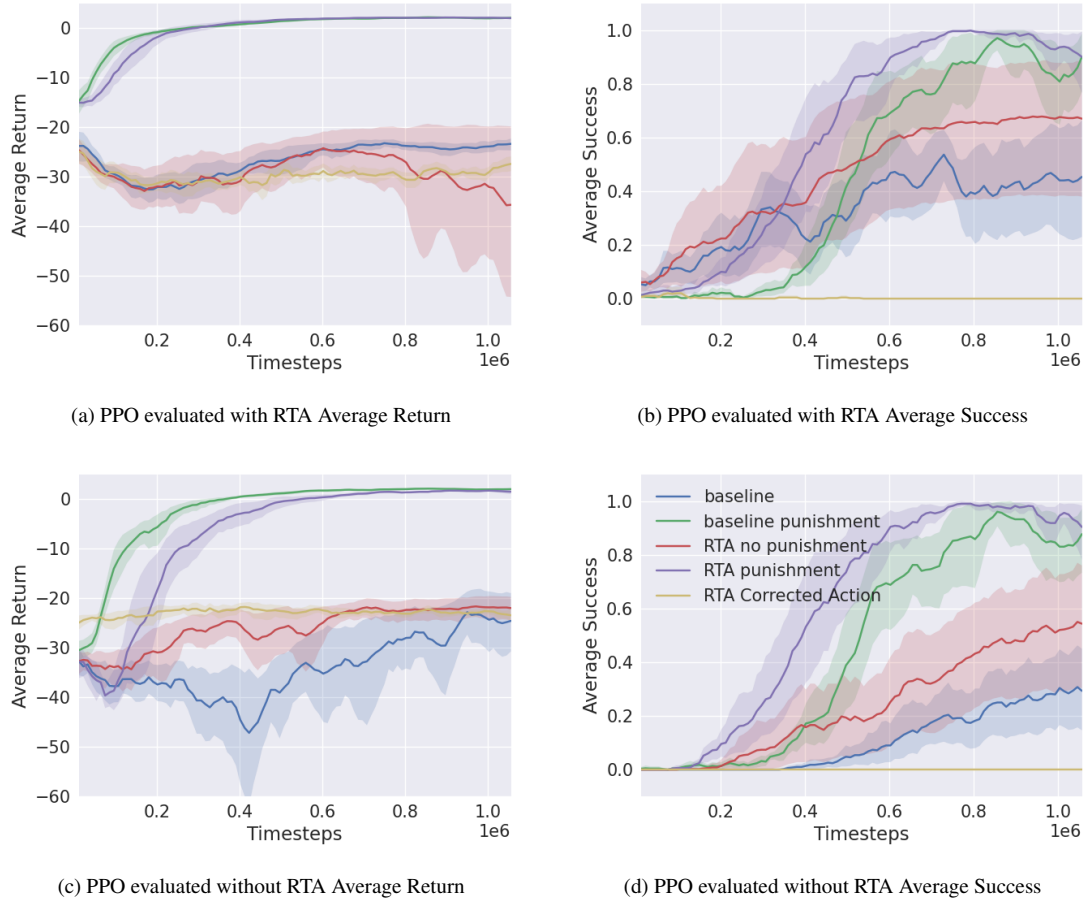 0
−10
−20
−30
−40
−50
−60
Average Return
0.2 0.4 0.6 0.8 1.0
1e6
Timesteps
(a) PPO evaluated with RTA Average Return
1.0
0.8
0.6
0.4
0.2
0.0
Average Success
0.2 0.4 0.6 0.8 1.0
1e6
Timesteps
(b) PPO evaluated with RTA Average Success
0
−10
−20
−30
−40
−50
−60
Average Return
0.2 0.4 0.6 0.8 1.0
1e6
Timesteps
(c) PPO evaluated without RTA Average Return
1.0
0.8
0.6
0.4
0.2
0.0
Average Success
baseline
baseline punishment
RTA no punishment
RTA punishment
RTA Corrected Action
0.2 0.4 0.6 0.8 1.0
1e6
Timesteps
(d) PPO evaluated without RTA Average Success